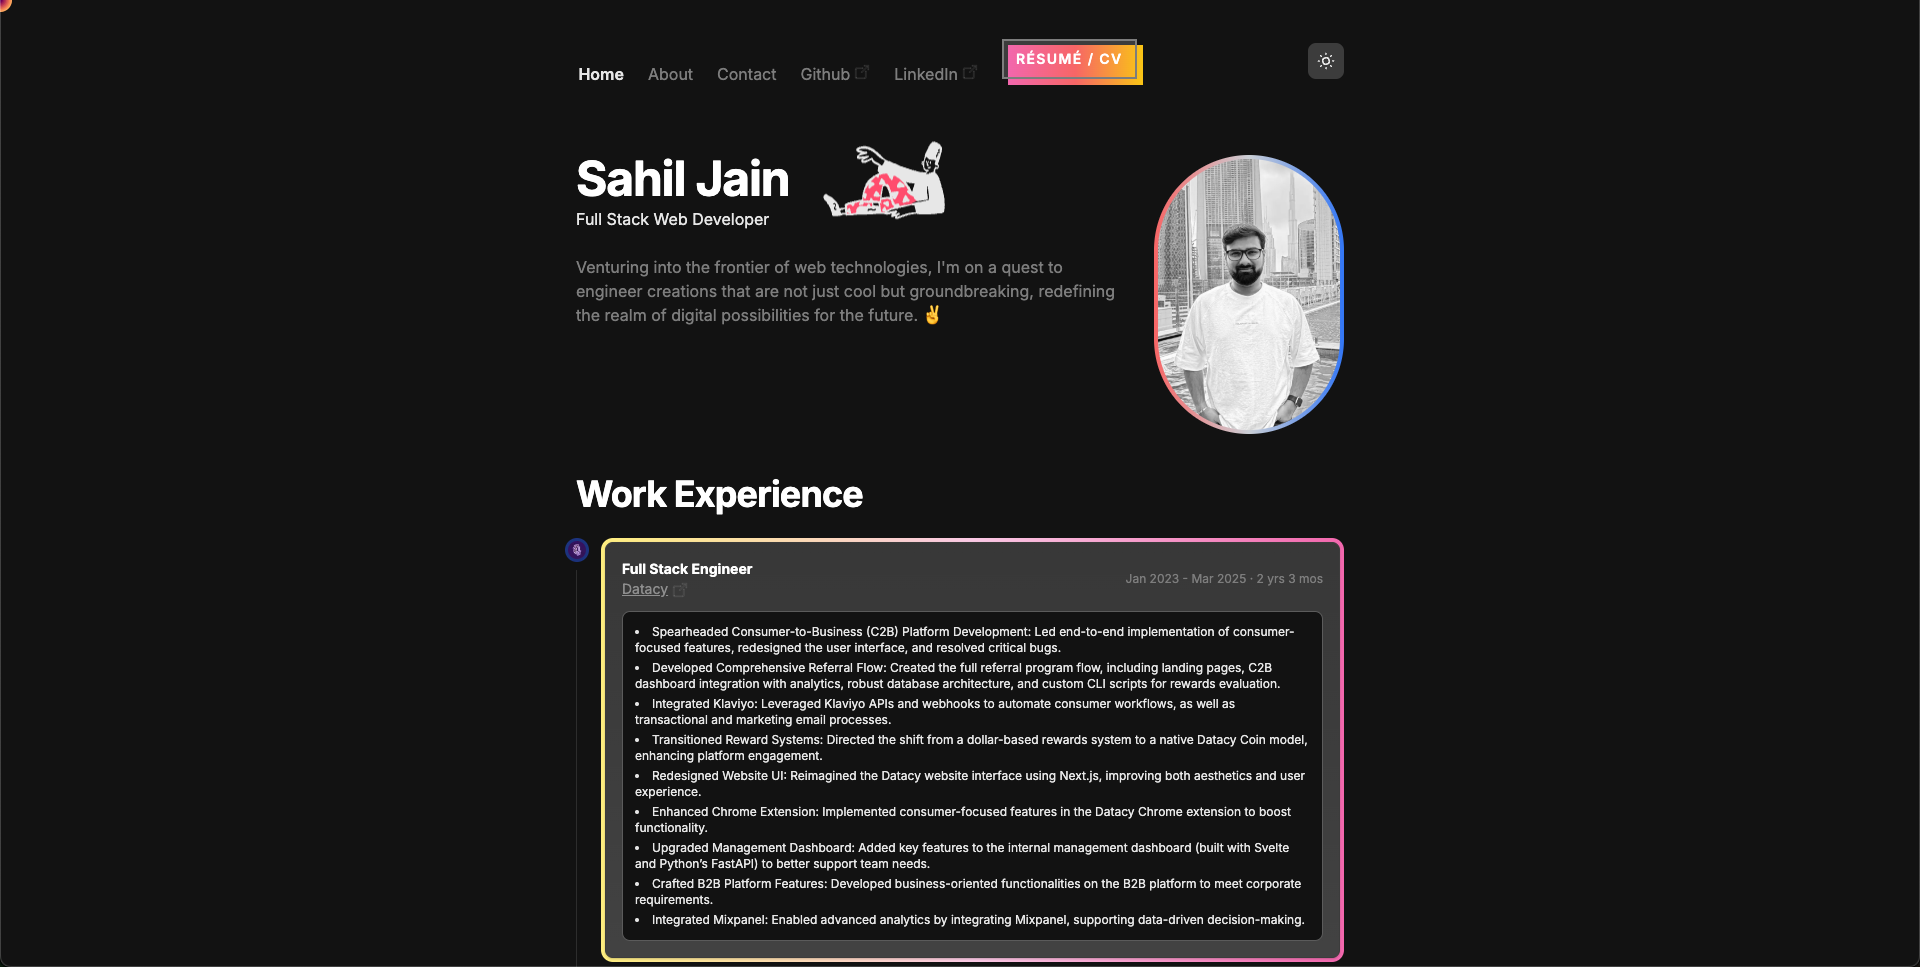 Home About Contact Github LinkedIn RÉSUMÉ / CV
Sahil Jain
Full Stack Web Developer
Venturing into the frontier of web technologies, I'm on a quest to
engineer creations that are not just cool but groundbreaking, redefining
the realm of digital possibilities for the future. ✌️
Work Experience
Full Stack Engineer
Datacy
Jan 2023 - Mar 2025 · 2 yrs 3 mos
• Spearheaded Consumer-to-Business (C2B) Platform Development: Led end-to-end implementation of consumer-
focused features, redesigned the user interface, and resolved critical bugs.
• Developed Comprehensive Referral Flow: Created the full referral program flow, including landing pages, C2B
dashboard integration with analytics, robust database architecture, and custom CLI scripts for rewards evaluation.
• Integrated Klaviyo: Leveraged Klaviyo APIs and webhooks to automate consumer workflows, as well as
transactional and marketing email processes.
• Transitioned Reward Systems: Directed the shift from a dollar-based rewards system to a native Datacy Coin model,
enhancing platform engagement.
• Redesigned Website UI: Reimagined the Datacy website interface using Next.js, improving both aesthetics and user
experience.
• Enhanced Chrome Extension: Implemented consumer-focused features in the Datacy Chrome extension to boost
functionality.
• Upgraded Management Dashboard: Added key features to the internal management dashboard (built with Svelte
and Python’s FastAPI) to better support team needs.
• Crafted B2B Platform Features: Developed business-oriented functionalities on the B2B platform to meet corporate
requirements.
• Integrated Mixpanel: Enabled advanced analytics by integrating Mixpanel, supporting data-driven decision-making.